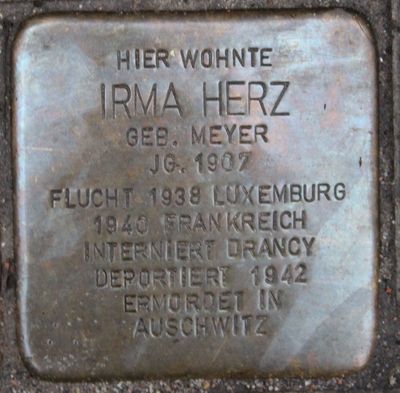 HIER WOHNTE
IRMA HERZ
GEB. MEYER
JG. 1907
FLUCHT 1938 LUXEMBURG
1940 FRANKREICH
INTERNIERT DRANCY
DEPORTIERT 1942
ERMORDET IN
AUSCHWITZ